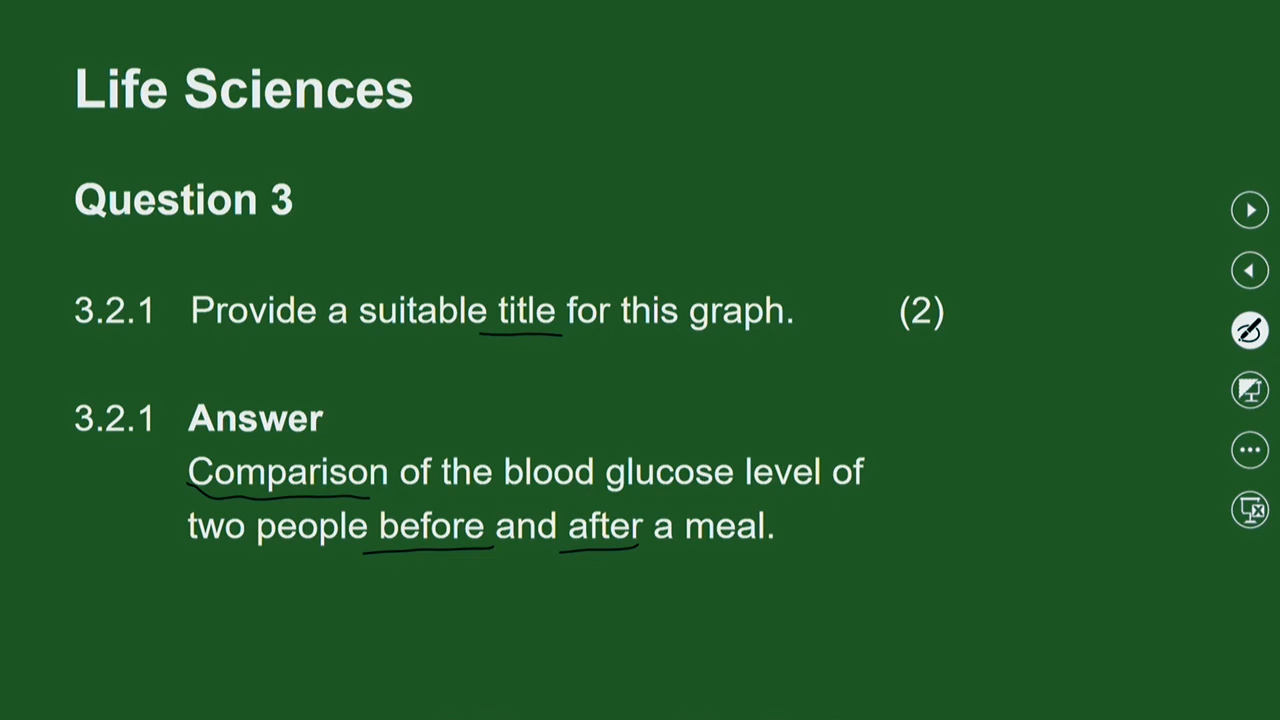 Life Sciences
Question 3
3.2.1 Provide a suitable title for this graph. (2)
3.2.1 Answer
Comparison of the blood glucose level of
two people before and after a meal.